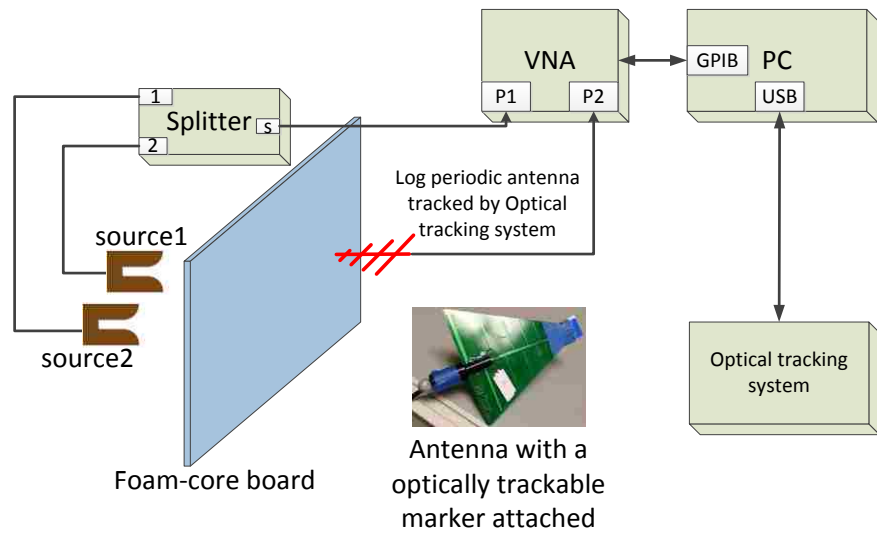 VNA
P1
P2
GPIB
PC
USB
1
2
Splitter
s
Log periodic antenna
tracked by Optical
tracking system
source1
source2
Optical tracking
system
Foam-core board
Antenna with a
optically trackable
marker attached